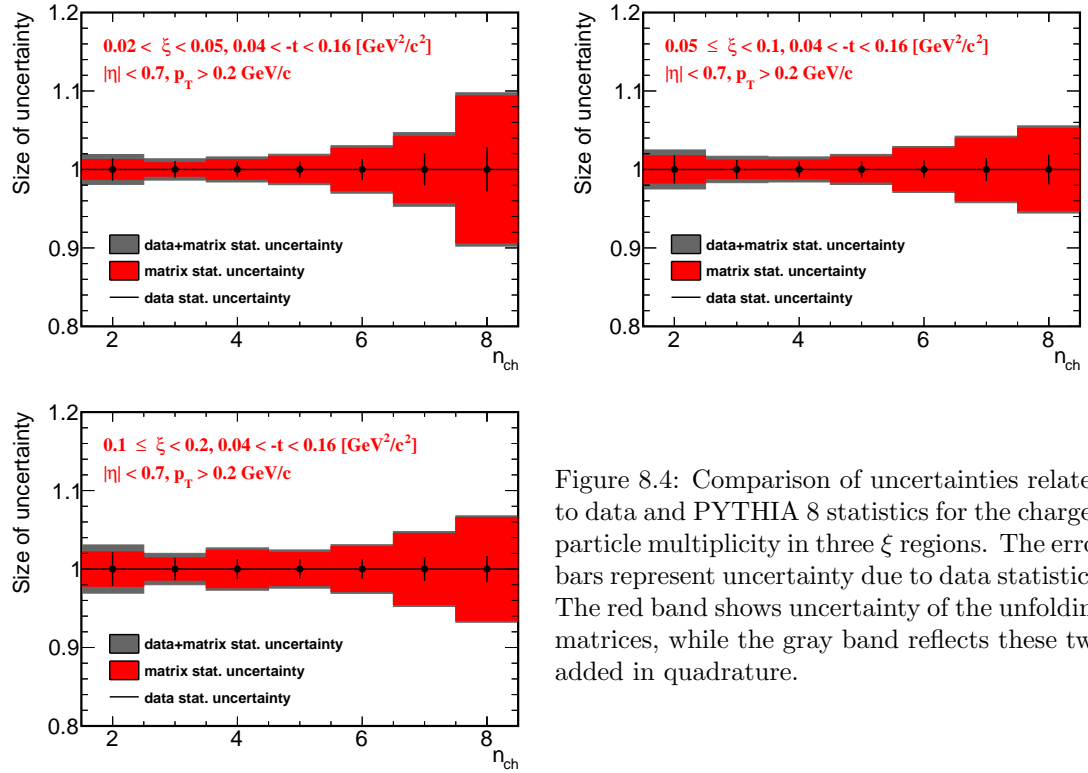 1.2
0.02 < ξ < 0.05, 0.04 < -t < 0.16 [GeV²/c²]
|η| < 0.7, p_T > 0.2 GeV/c
Size of uncertainty
1.1
1
0.9
0.8
data+matrix stat. uncertainty
matrix stat. uncertainty
data stat. uncertainty
2 4 6 8
n_ch
1.2
0.05 ≤ ξ < 0.1, 0.04 < -t < 0.16 [GeV²/c²]
|η| < 0.7, p_T > 0.2 GeV/c
Size of uncertainty
1.1
1
0.9
0.8
data+matrix stat. uncertainty
matrix stat. uncertainty
data stat. uncertainty
2 4 6 8
n_ch
1.2
0.1 ≤ ξ < 0.2, 0.04 < -t < 0.16 [GeV²/c²]
|η| < 0.7, p_T > 0.2 GeV/c
Size of uncertainty
1.1
1
0.9
0.8
data+matrix stat. uncertainty
matrix stat. uncertainty
data stat. uncertainty
2 4 6 8
n_ch
Figure 8.4: Comparison of uncertainties relate
to data and PYTHIA 8 statistics for the charge
particle multiplicity in three ξ regions. The erro
bars represent uncertainty due to data statistic
The red band shows uncertainty of the unfoldin
matrices, while the gray band reflects these tw
added in quadrature.